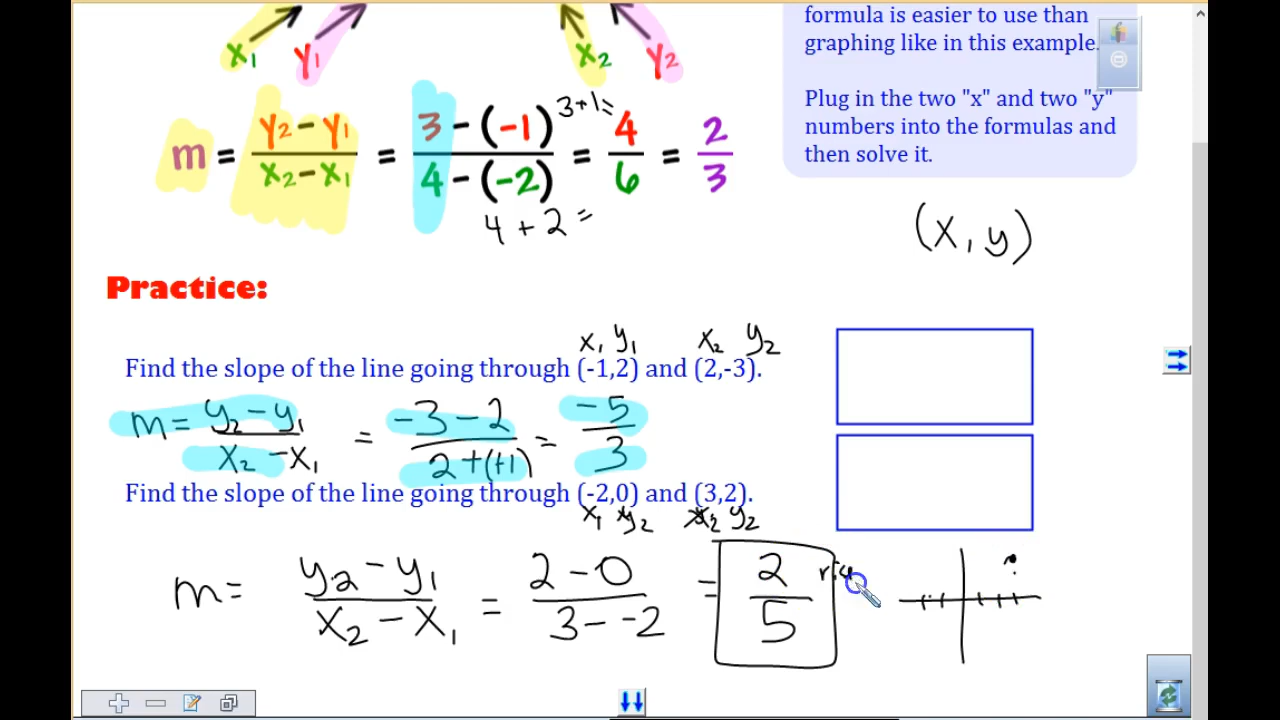 formula is easier to use than
graphing like in this example.
x1 y1 x2 y2
Plug in the two "x" and two "y"
numbers into the formulas and
then solve it.
m = y2 - y1 / x2 - x1 = 3 - (-1) / 4 - (-2) = 4 / 6 = 2 / 3
3+1=
4 + 2 =
(x, y)
Practice:
x1 y1 x2 y2
Find the slope of the line going through (-1,2) and (2,-3).
m = y2 - y1 / x2 - x1 = -3 - 2 / 2 + (+1) = -5 / 3
Find the slope of the line going through (-2,0) and (3,2).
x1 y2 x2 y2
m = y2 - y1 / x2 - x1 = 2 - 0 / 3 - -2 = 2 / 5